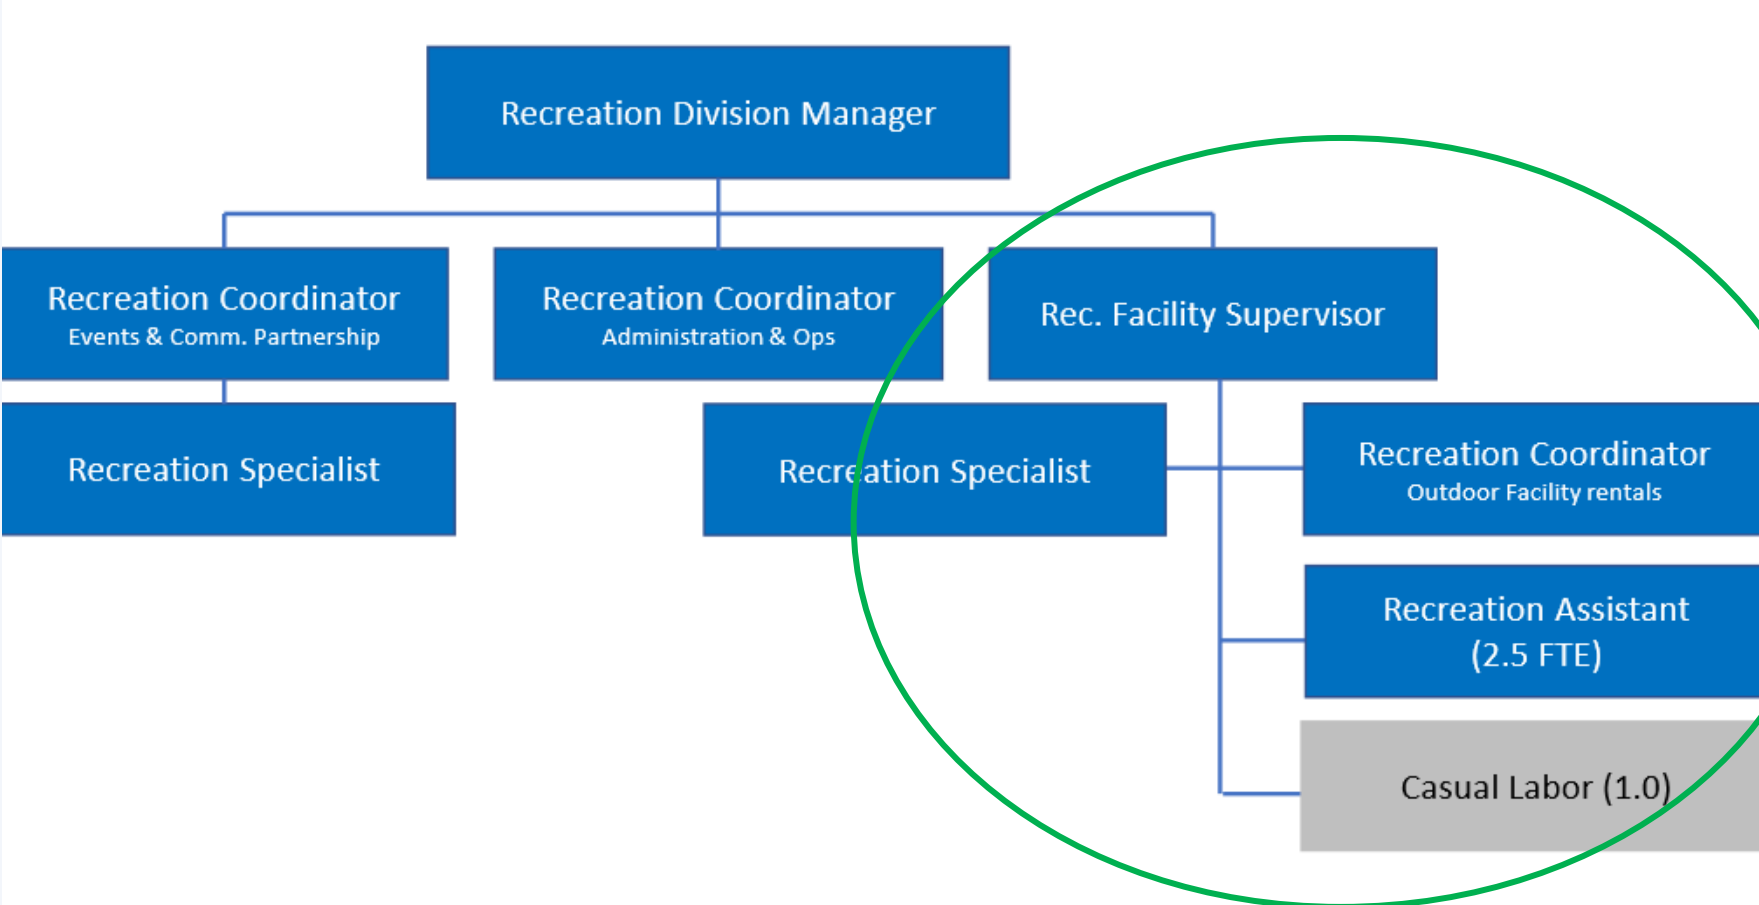 Recreation Division Manager
Recreation Coordinator
Events & Comm. Partnership
Recreation Coordinator
Administration & Ops
Rec. Facility Supervisor
Recreation Specialist
Recreation Specialist
Recreation Coordinator
Outdoor Facility rentals
Recreation Assistant
(2.5 FTE)
Casual Labor (1.0)